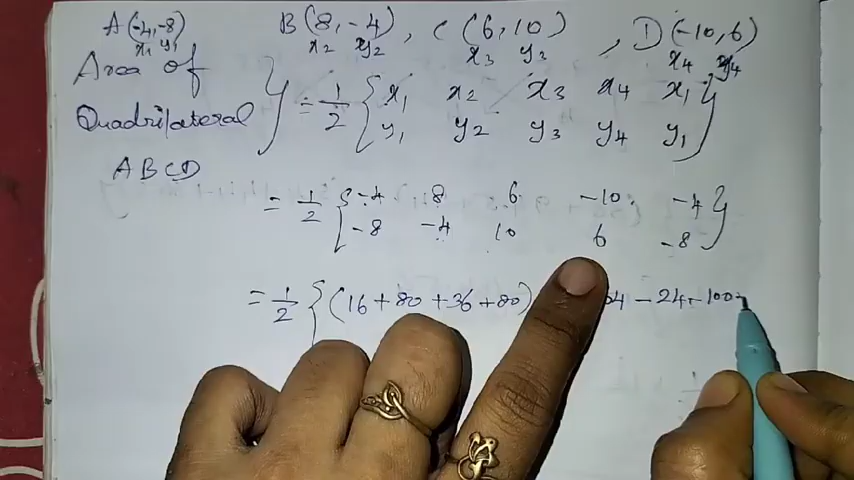 A(-4,-8) B(8,-4), C(6,10), D(-10,6)
x₁ y₁ x₂ y₂ x₃ y₃ x₄ y₄
Area of
Quadrilateral } = 1/2 { x₁ x₂ x₃ x₄ x₁ }
y₁ y₂ y₃ y₄ y₁
ABCD
= 1/2 { -4 8 6 -10 -4 }
-8 -4 10 6 -8
= 1/2 { (16+80+36+80) 4 - 24 - 100